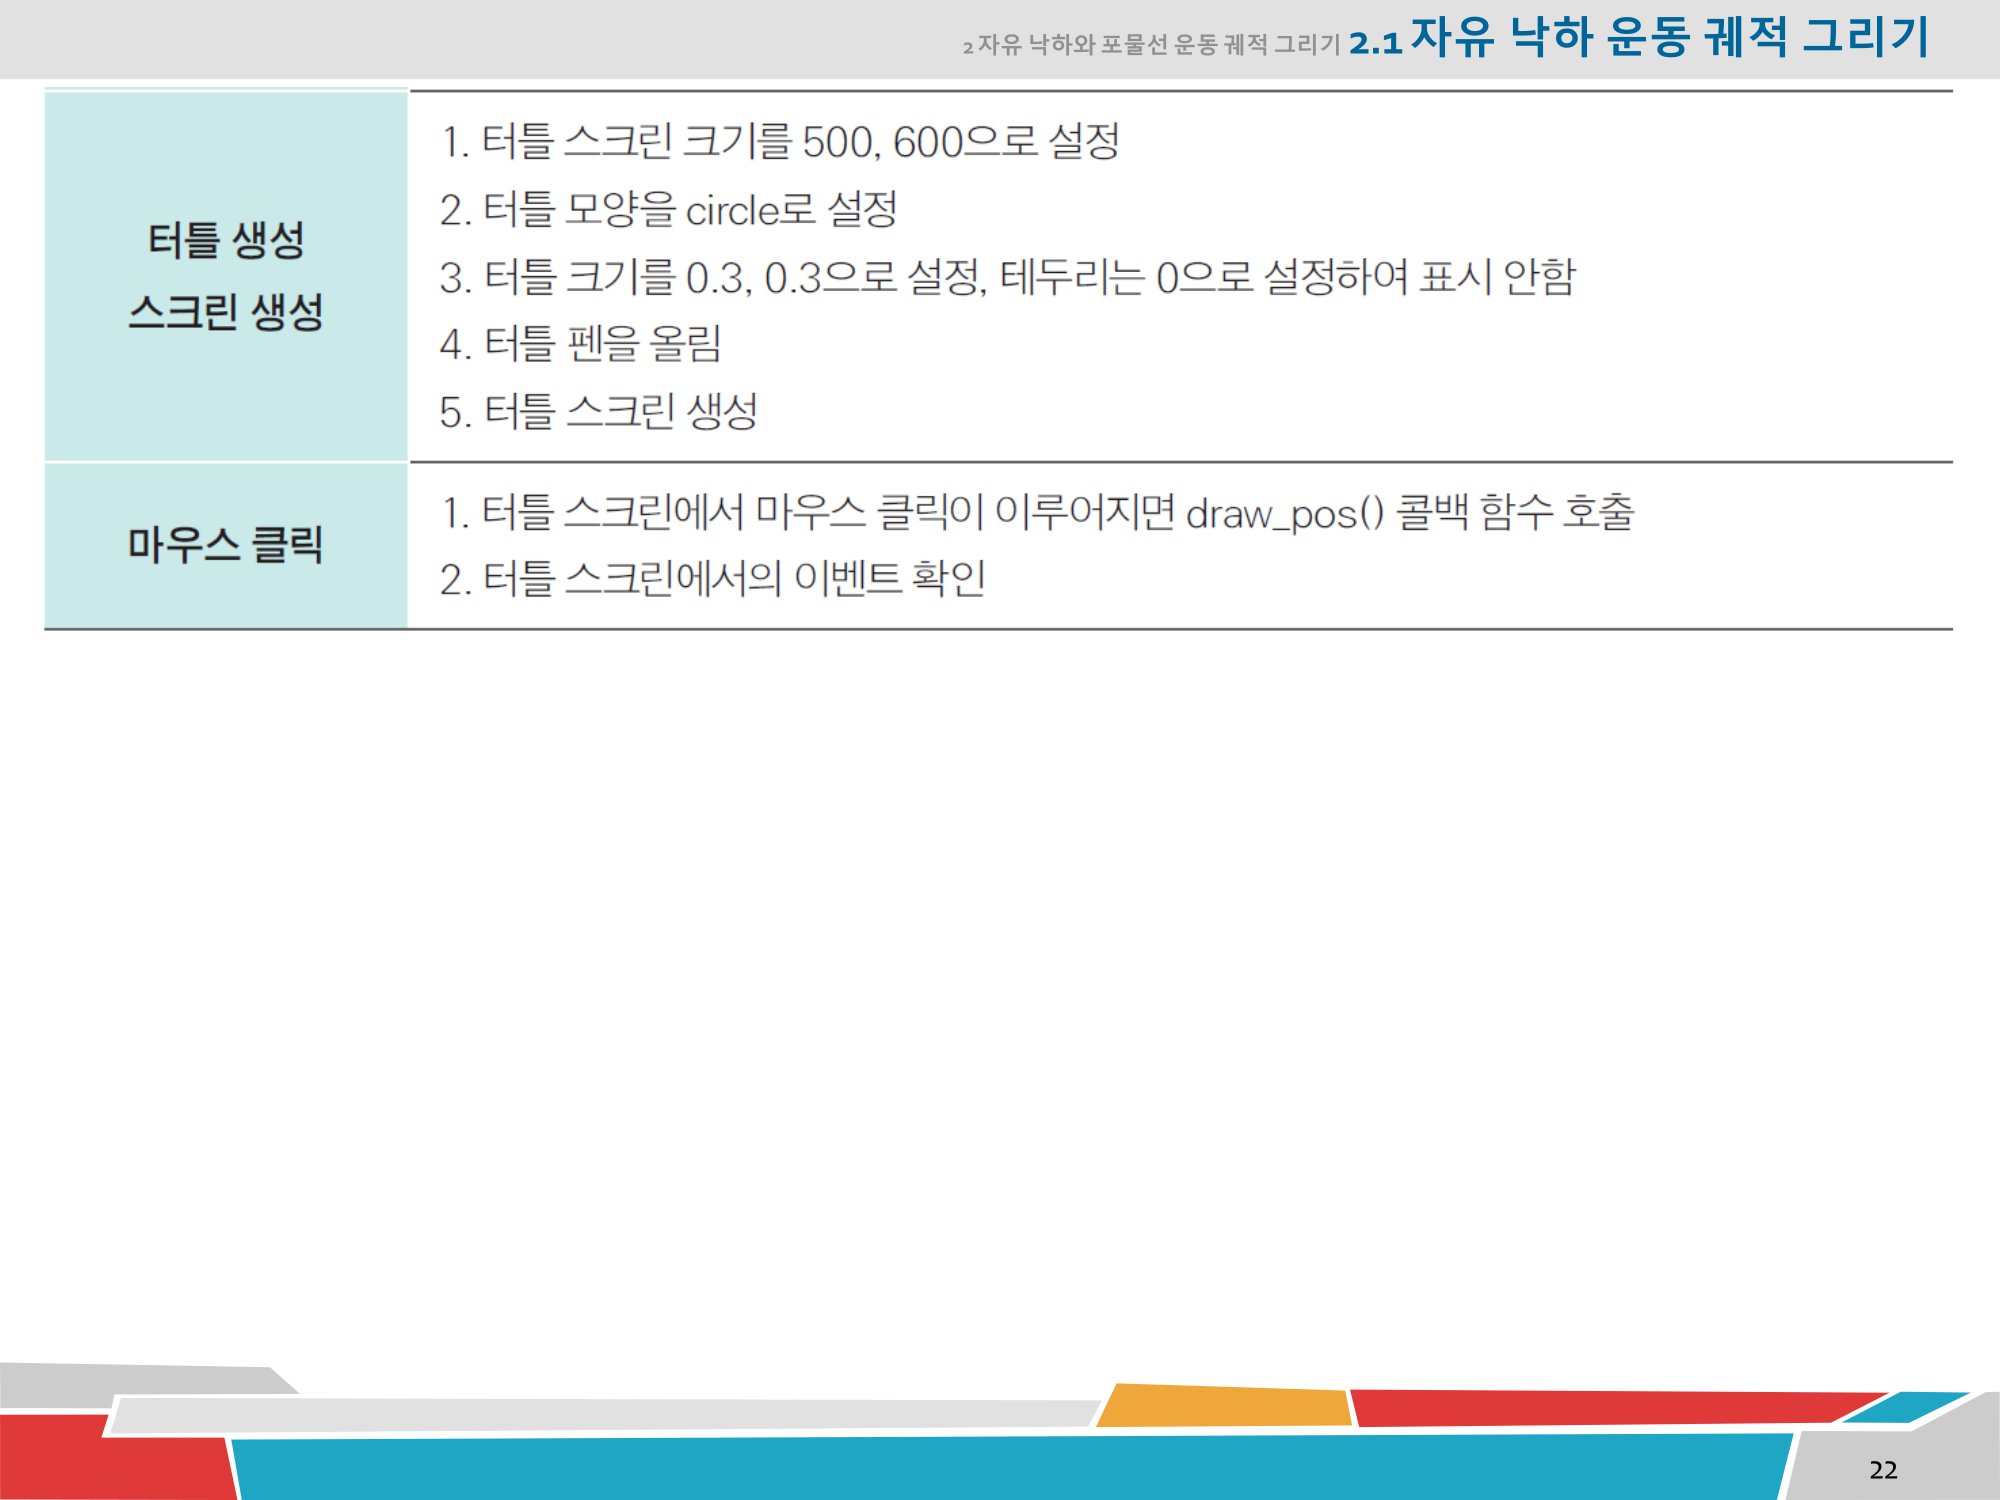 2 자유 낙하와 포물선 운동 궤적 그리기 2.1 자유 낙하 운동 궤적 그리기
터틀 생성
스크린 생성
1. 터틀 스크린 크기를 500, 600으로 설정
2. 터틀 모양을 circle로 설정
3. 터틀 크기를 0.3, 0.3으로 설정, 테두리는 0으로 설정하여 표시 안함
4. 터틀 펜을 올림
5. 터틀 스크린 생성
마우스 클릭
1. 터틀 스크린에서 마우스 클릭이 이루어지면 draw_pos() 콜백 함수 호출
2. 터틀 스크린에서의 이벤트 확인
22